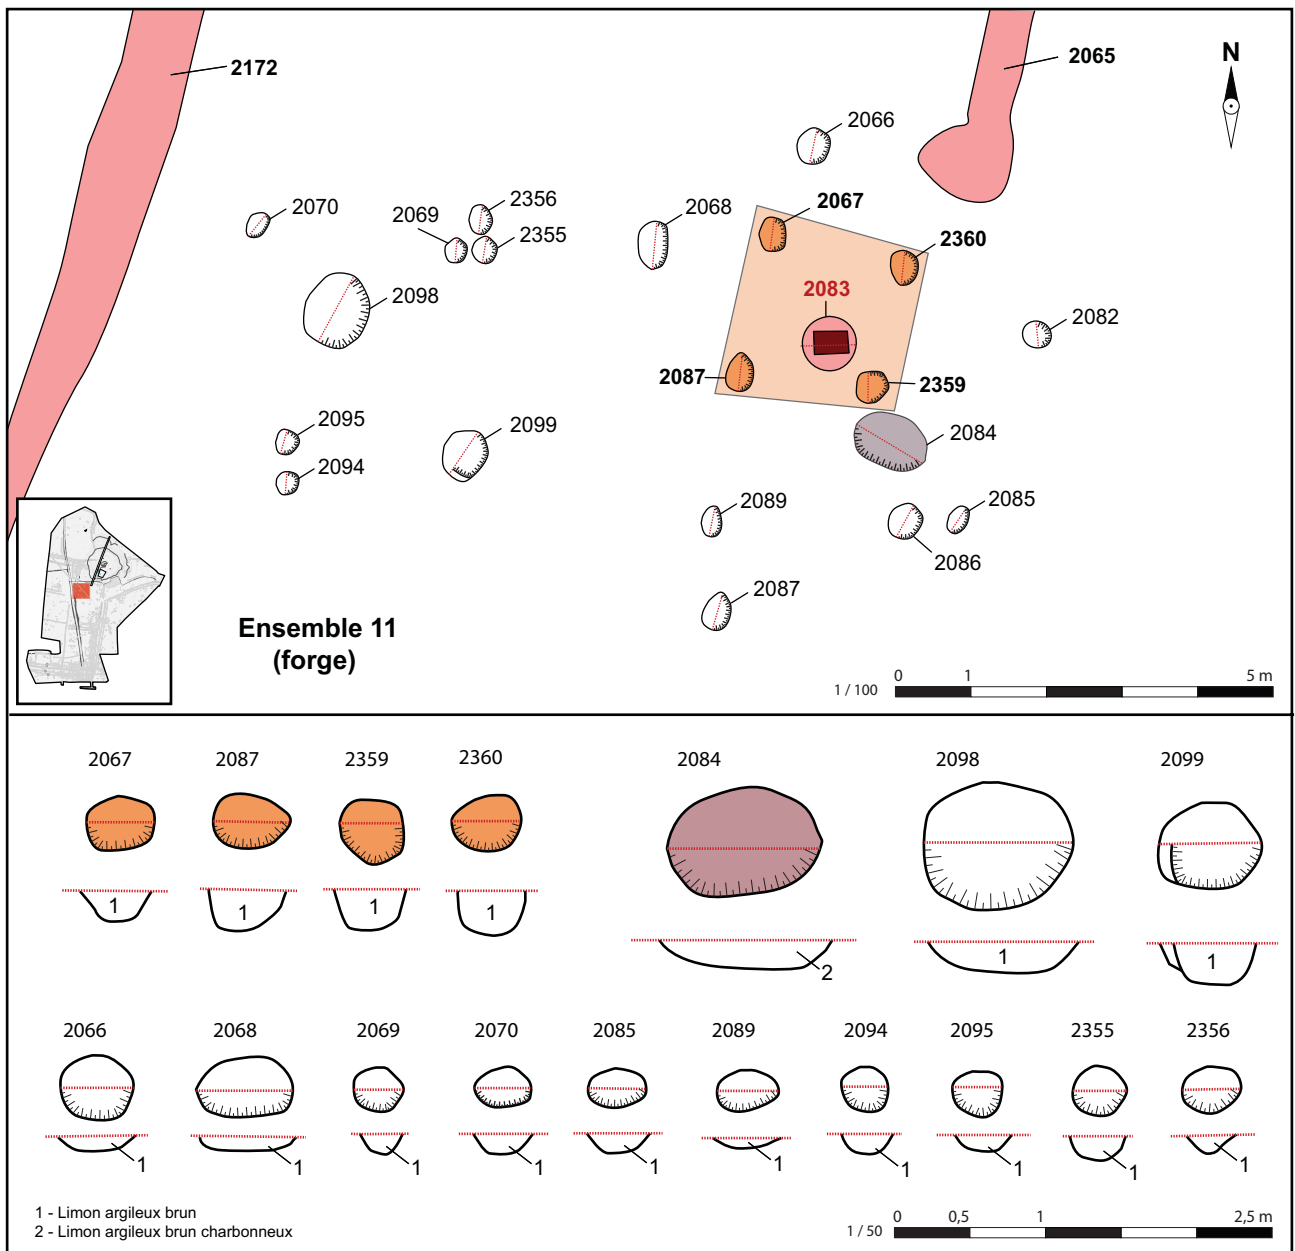 2172
2065
N
2066
2070
2356
2069
2355
2068
2067
2360
2098
2083
2082
2087
2359
2095
2099
2084
2094
2089
2085
2086
2087
Ensemble 11
(forge)
0 1 5 m
1 / 100
2067 2087 2359 2360 2084 2098 2099
1 1 1 1 2 1 1
2066 2068 2069 2070 2085 2089 2094 2095 2355 2356
1 1 1 1 1 1 1 1 1 1
1 - Limon argileux brun
2 - Limon argileux brun charbonneux
0 0,5 1 2,5 m
1 / 50